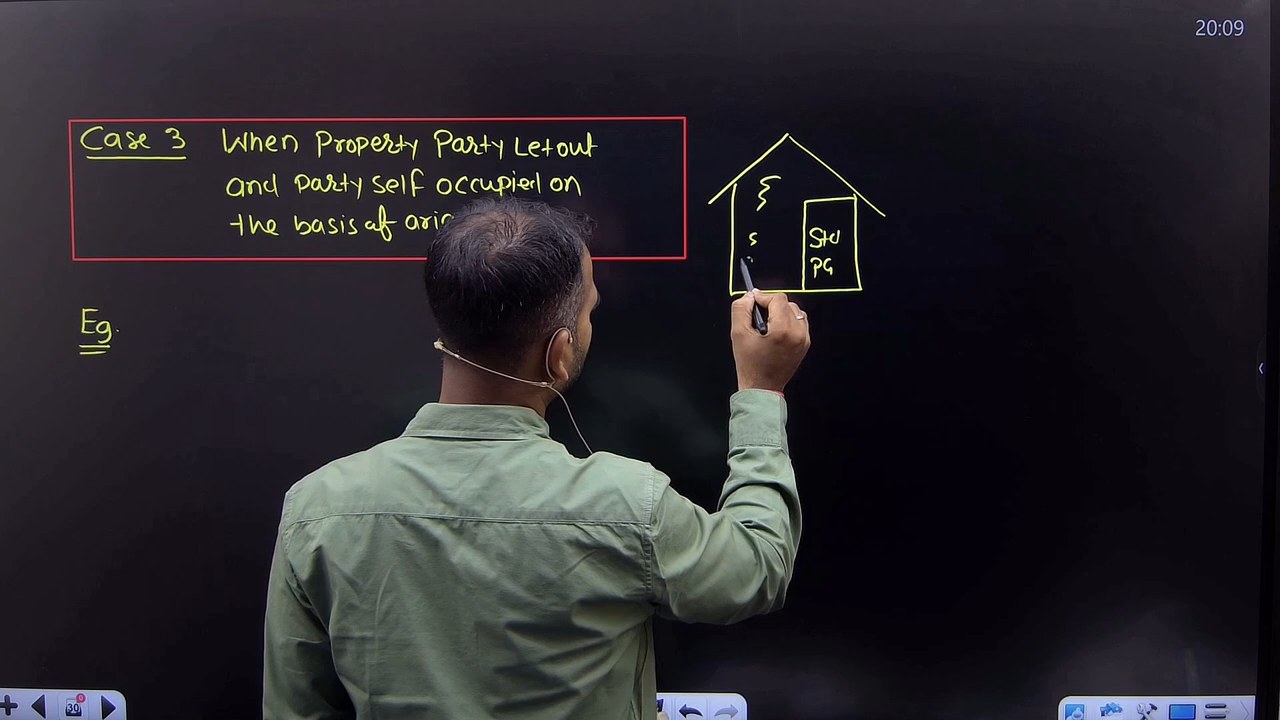 20:09
Case 3 When Property Party Letout
and Party self occupied on
the basis of
Std
PG
S
Eg.
30